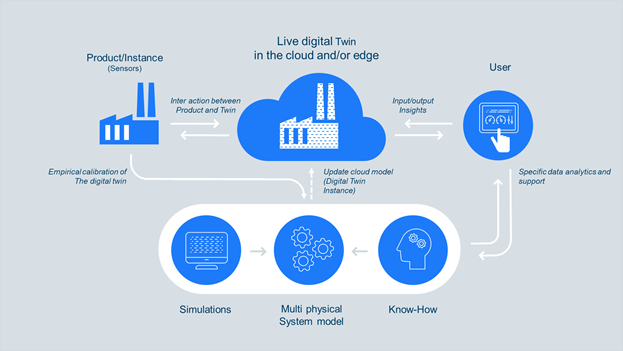 Live digital Twin
in the cloud and/or edge
Product/Instance
(Sensors)
User
Inter action between
Product and Twin
Input/output
Insights
Empirical calibration of
The digital twin
Update cloud model
(Digital Twin
Instance)
Specific data analytics and
support
Simulations
Multi physical
System model
Know-How